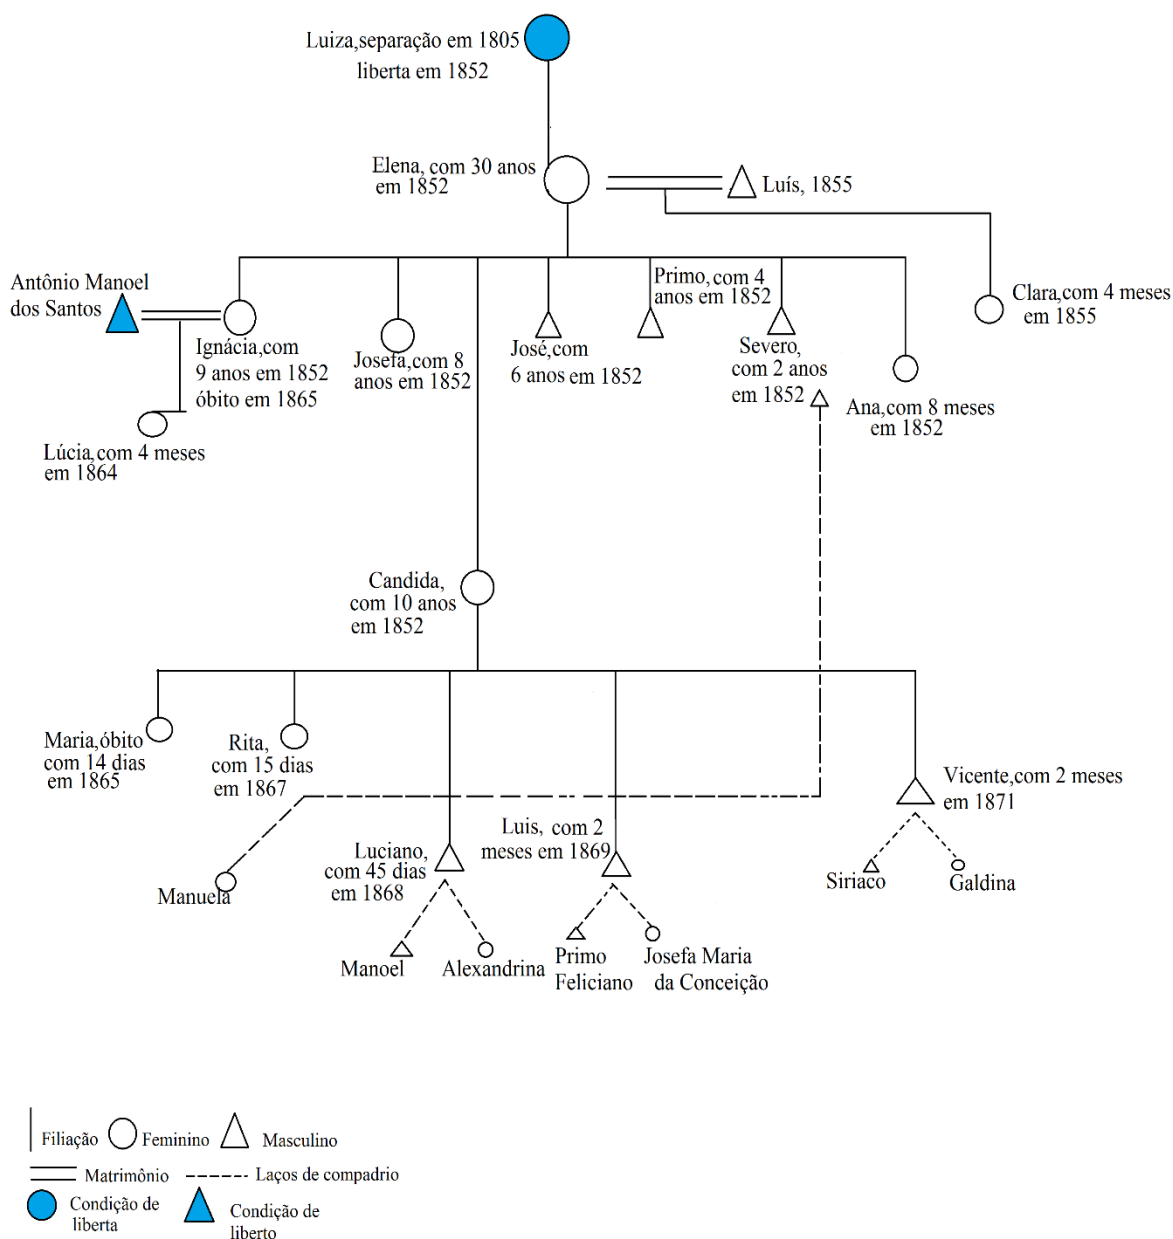 Luiza,separação em 1805
liberta em 1852
Elena, com 30 anos
em 1852
Luís, 1855
Antônio Manoel
dos Santos
Ignácia,com
9 anos em 1852
óbito em 1865
Josefa, com 8
anos em 1852
José,com
6 anos em 1852
Primo, com 4
anos em 1852
Severo,
com 2 anos
em 1852
Ana, com 8 meses
em 1852
Clara, com 4 meses
em 1855
Lúcia, com 4 meses
em 1864
Candida,
com 10 anos
em 1852
Maria,óbito
com 14 dias
em 1865
Rita,
com 15 dias
em 1867
Luciano,
com 45 dias
em 1868
Luis, com 2
meses em 1869
Vicente,com 2 meses
em 1871
Manuela
Manoel
Alexandrina
Primo
Feliciano
Josefa Maria
da Conceição
Siriaco
Galdina
Filiação
Feminino
Masculino
Matrimônio
Laços de compadrio
Condição de
liberta
Condição de
liberto